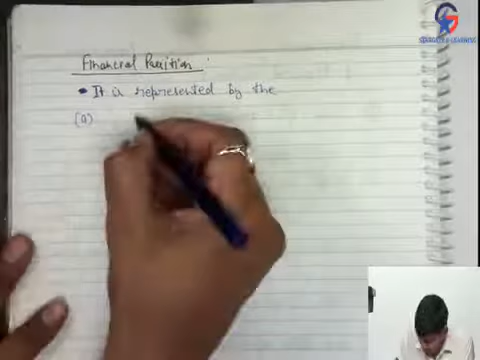 Financial Position
• It is represented by the
(a)